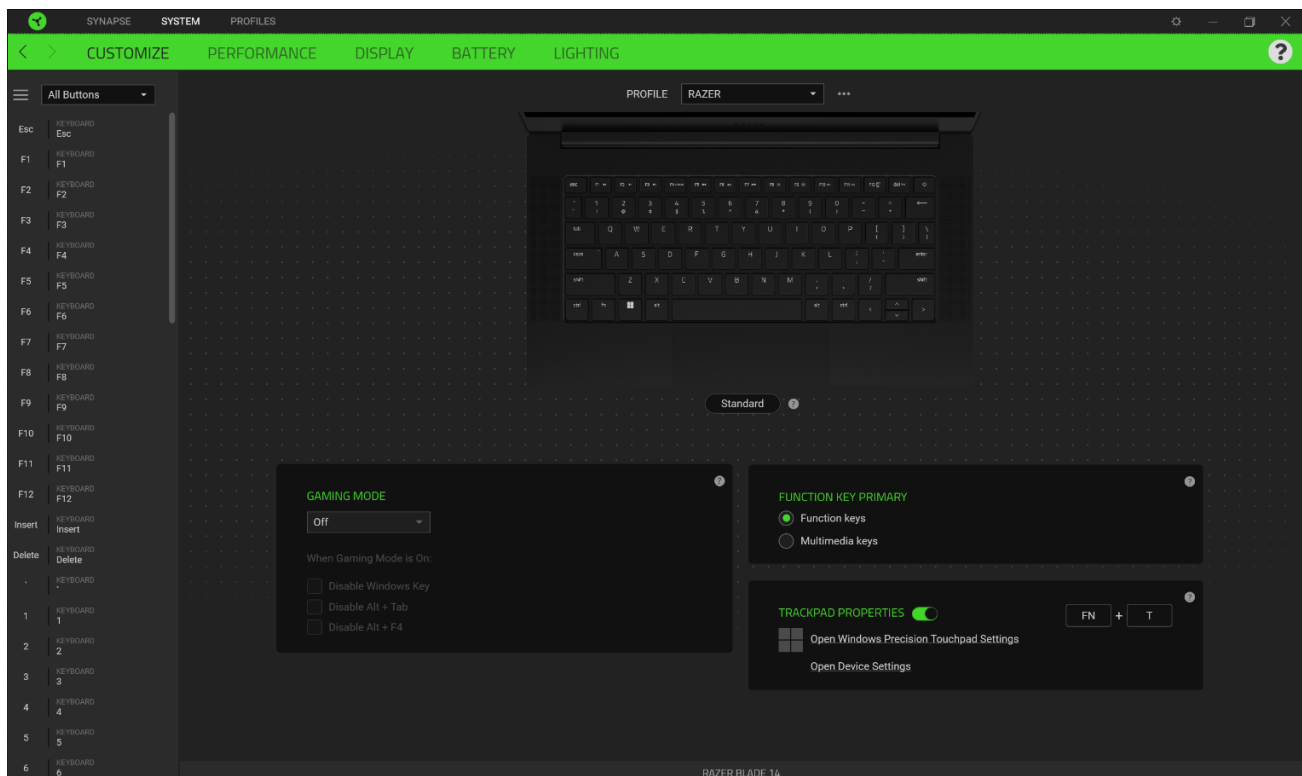 SYNAPSE SYSTEM PROFILES
CUSTOMIZE PERFORMANCE DISPLAY BATTERY LIGHTING ?
All Buttons
PROFILE RAZER
Esc KEYBOARD Esc
F1 KEYBOARD F1
F2 KEYBOARD F2
F3 KEYBOARD F3
F4 KEYBOARD F4
F5 KEYBOARD F5
F6 KEYBOARD F6
F7 KEYBOARD F7
F8 KEYBOARD F8
F9 KEYBOARD F9
F10 KEYBOARD F10
F11 KEYBOARD F11
F12 KEYBOARD F12
Insert KEYBOARD Insert
Delete KEYBOARD Delete
` KEYBOARD `
1 KEYBOARD 1
2 KEYBOARD 2
3 KEYBOARD 3
4 KEYBOARD 4
5 KEYBOARD 5
6 KEYBOARD 6
Q W E R T Y U I O P
A S D F G H J K L
Z X C V B N M
Standard ?
GAMING MODE ?
Off
When Gaming Mode is On:
Disable Windows Key
Disable Alt + Tab
Disable Alt + F4
FUNCTION KEY PRIMARY ?
Function keys
Multimedia keys
TRACKPAD PROPERTIES FN + T ?
Open Windows Precision Touchpad Settings
Open Device Settings
RAZER BLADE 14